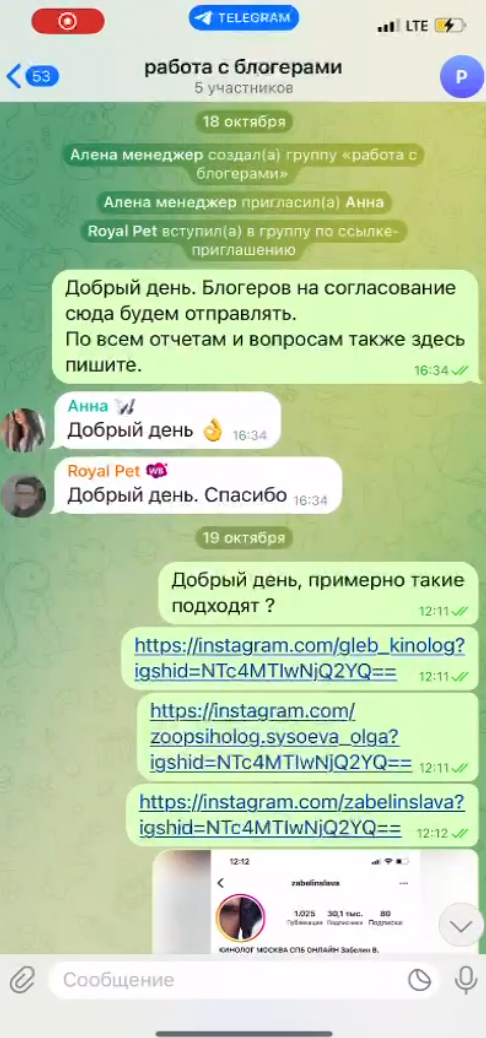 TELEGRAM
LTE
53
работа с блогерами
5 участников
P
18 октября
Алена менеджер создал(а) группу «работа с
блогерами»
Алена менеджер пригласил(а) Анна
Royal Pet вступил(а) в группу по ссылке-
приглашению
Добрый день. Блогеров на согласование
сюда будем отправлять.
По всем отчетам и вопросам также здесь
пишите.
16:34
Анна
Добрый день 👌 16:34
Royal Pet WB
Добрый день. Спасибо 16:34
19 октября
Добрый день, примерно такие
подходят ?
12:11
https://instagram.com/gleb_kinolog?
igshid=NTc4MTIwNjQ2YQ== 12:11
https://instagram.com/
zoopsiholog.sysoeva_olga?
igshid=NTc4MTIwNjQ2YQ== 12:11
https://instagram.com/zabelinslava?
igshid=NTc4MTIwNjQ2YQ== 12:12
12:12
zabelinslava
1.025 30,1 тыс. 80
Публикации Подписчики Подписки
КИНОЛОГ МОСКВА СПБ ОНЛАЙН Забелин В.
Сообщение